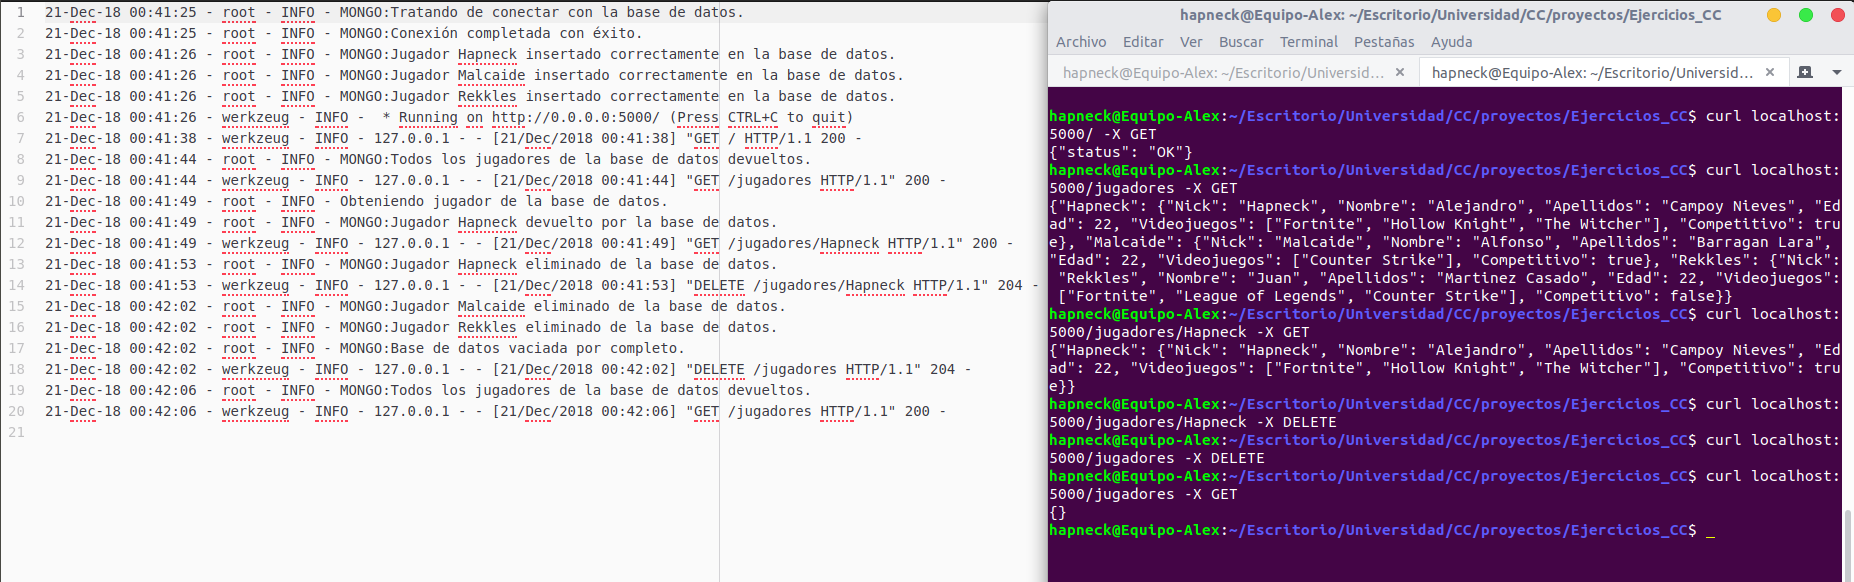 1 21-Dec-18 00:41:25 - root - INFO - MONGO:Tratando de conectar con la base de datos.
2 21-Dec-18 00:41:25 - root - INFO - MONGO:Conexión completada con éxito.
3 21-Dec-18 00:41:26 - root - INFO - MONGO:Jugador Hapneck insertado correctamente en la base de datos.
4 21-Dec-18 00:41:26 - root - INFO - MONGO:Jugador Malcaide insertado correctamente en la base de datos.
5 21-Dec-18 00:41:26 - root - INFO - MONGO:Jugador Rekkles insertado correctamente en la base de datos.
6 21-Dec-18 00:41:26 - werkzeug - INFO -  * Running on http://0.0.0.0:5000/ (Press CTRL+C to quit)
7 21-Dec-18 00:41:38 - werkzeug - INFO - 127.0.0.1 - - [21/Dec/2018 00:41:38] "GET / HTTP/1.1 200 -
8 21-Dec-18 00:41:44 - root - INFO - MONGO:Todos los jugadores de la base de datos devueltos.
9 21-Dec-18 00:41:44 - werkzeug - INFO - 127.0.0.1 - - [21/Dec/2018 00:41:44] "GET /jugadores HTTP/1.1" 200 -
10 21-Dec-18 00:41:49 - root - INFO - Obteniendo jugador de la base de datos.
11 21-Dec-18 00:41:49 - root - INFO - MONGO:Jugador Hapneck devuelto por la base de datos.
12 21-Dec-18 00:41:49 - werkzeug - INFO - 127.0.0.1 - - [21/Dec/2018 00:41:49] "GET /jugadores/Hapneck HTTP/1.1" 200 -
13 21-Dec-18 00:41:53 - root - INFO - MONGO:Jugador Hapneck eliminado de la base de datos.
14 21-Dec-18 00:41:53 - werkzeug - INFO - 127.0.0.1 - - [21/Dec/2018 00:41:53] "DELETE /jugadores/Hapneck HTTP/1.1" 204 -
15 21-Dec-18 00:42:02 - root - INFO - MONGO:Jugador Malcaide eliminado de la base de datos.
16 21-Dec-18 00:42:02 - root - INFO - MONGO:Jugador Rekkles eliminado de la base de datos.
17 21-Dec-18 00:42:02 - root - INFO - MONGO:Base de datos vaciada por completo.
18 21-Dec-18 00:42:02 - werkzeug - INFO - 127.0.0.1 - - [21/Dec/2018 00:42:02] "DELETE /jugadores HTTP/1.1" 204 -
19 21-Dec-18 00:42:06 - root - INFO - MONGO:Todos los jugadores de la base de datos devueltos.
20 21-Dec-18 00:42:06 - werkzeug - INFO - 127.0.0.1 - - [21/Dec/2018 00:42:06] "GET /jugadores HTTP/1.1" 200 -
21
hapneck@Equipo-Alex: ~/Escritorio/Universidad/CC/proyectos/Ejercicios_CC
Archivo Editar Ver Buscar Terminal Pestañas Ayuda
hapneck@Equipo-Alex: ~/Escritorio/Universid... × hapneck@Equipo-Alex: ~/Escritorio/Universid... ×
hapneck@Equipo-Alex:~/Escritorio/Universidad/CC/proyectos/Ejercicios_CC$ curl localhost:
5000/ -X GET
{"status": "OK"}
hapneck@Equipo-Alex:~/Escritorio/Universidad/CC/proyectos/Ejercicios_CC$ curl localhost:
5000/jugadores -X GET
{"Hapneck": {"Nick": "Hapneck", "Nombre": "Alejandro", "Apellidos": "Campoy Nieves", "Ed
ad": 22, "Videojuegos": ["Fortnite", "Hollow Knight", "The Witcher"], "Competitivo": tru
e}, "Malcaide": {"Nick": "Malcaide", "Nombre": "Alfonso", "Apellidos": "Barragan Lara",
"Edad": 22, "Videojuegos": ["Counter Strike"], "Competitivo": true}, "Rekkles": {"Nick":
"Rekkles", "Nombre": "Juan", "Apellidos": "Martinez Casado", "Edad": 22, "Videojuegos":
["Fortnite", "League of Legends", "Counter Strike"], "Competitivo": false}}
hapneck@Equipo-Alex:~/Escritorio/Universidad/CC/proyectos/Ejercicios_CC$ curl localhost:
5000/jugadores/Hapneck -X GET
{"Hapneck": {"Nick": "Hapneck", "Nombre": "Alejandro", "Apellidos": "Campoy Nieves", "Ed
ad": 22, "Videojuegos": ["Fortnite", "Hollow Knight", "The Witcher"], "Competitivo": tru
e}}
hapneck@Equipo-Alex:~/Escritorio/Universidad/CC/proyectos/Ejercicios_CC$ curl localhost:
5000/jugadores/Hapneck -X DELETE
hapneck@Equipo-Alex:~/Escritorio/Universidad/CC/proyectos/Ejercicios_CC$ curl localhost:
5000/jugadores -X DELETE
hapneck@Equipo-Alex:~/Escritorio/Universidad/CC/proyectos/Ejercicios_CC$ curl localhost:
5000/jugadores -X GET
{}
hapneck@Equipo-Alex:~/Escritorio/Universidad/CC/proyectos/Ejercicios_CC$ _